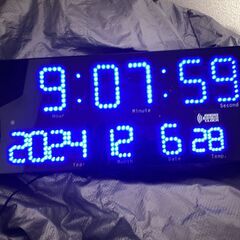 9:07:59
Hour Minute Second
2024 12 6 28
Year Month Date Temp.